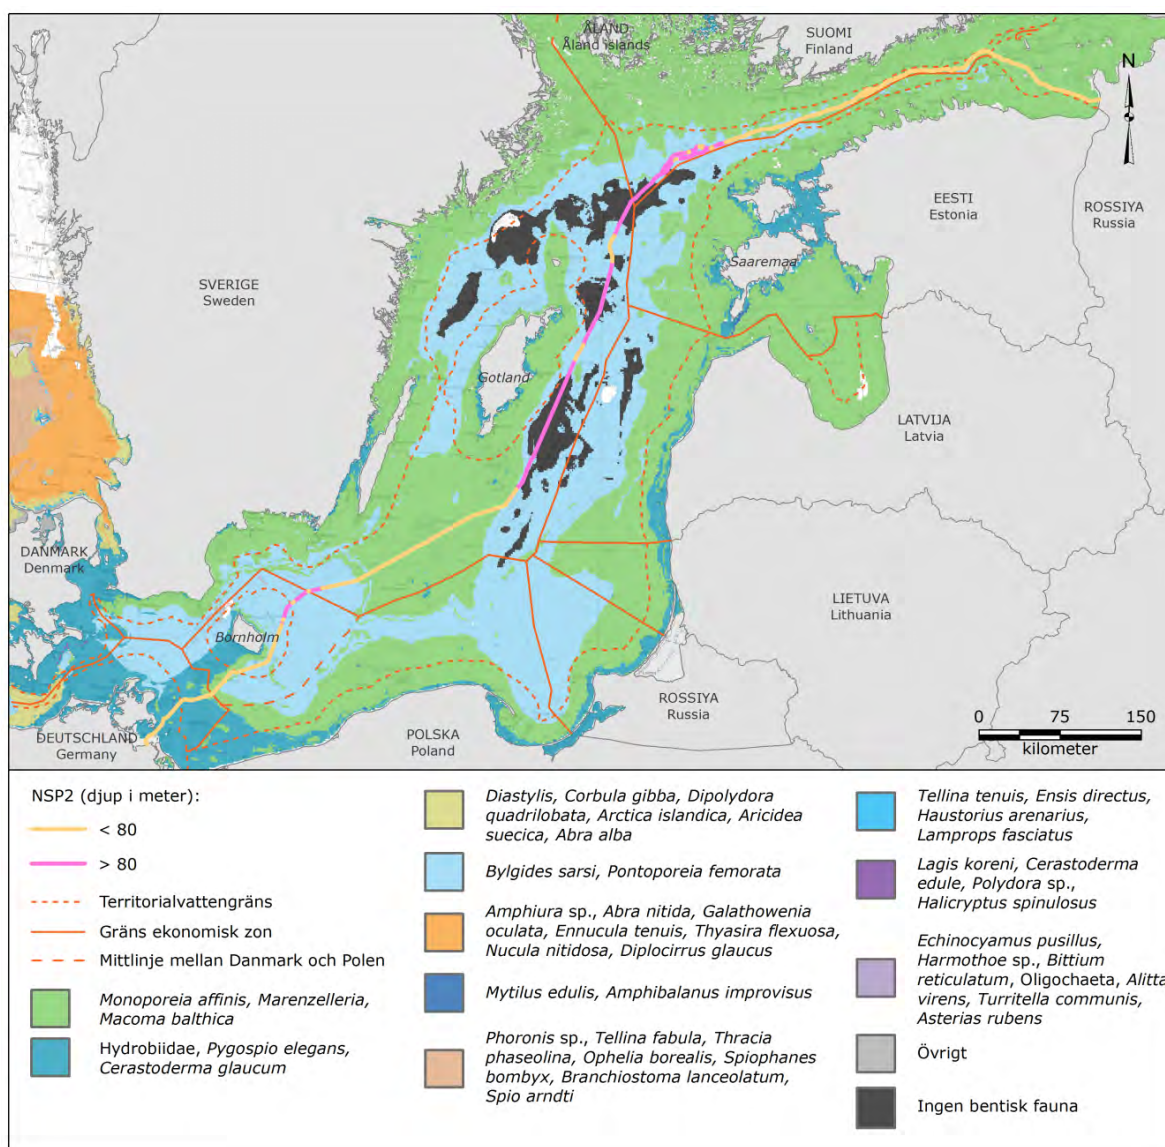 ÅLAND
Åland islands
SUOMI
Finland
N
EESTI
Estonia
ROSSIYA
Russia
SVERIGE
Sweden
Saaremaa
Gotland
LATVIJA
Latvia
DANMARK
Denmark
LIETUVA
Lithuania
Bornholm
ROSSIYA
Russia
DEUTSCHLAND
Germany
POLSKA
Poland
0 75 150
kilometer
NSP2 (djup i meter):
< 80
> 80
Territorialvattengräns
Gräns ekonomisk zon
Mittlinje mellan Danmark och Polen
Monoporeia affinis, Marenzelleria,
Macoma balthica
Hydrobiidae, Pygospio elegans,
Cerastoderma glaucum
Diastylis, Corbula gibba, Dipolydora
quadrilobata, Arctica islandica, Aricidea
suecica, Abra alba
Bylgides sarsi, Pontoporeia femorata
Amphiura sp., Abra nitida, Galathowenia
oculata, Ennucula tenuis, Thyasira flexuosa,
Nucula nitidosa, Diplocirrus glaucus
Mytilus edulis, Amphibalanus improvisus
Phoronis sp., Tellina fabula, Thracia
phaseolina, Ophelia borealis, Spiophanes
bombyx, Branchiostoma lanceolatum,
Spio arndti
Tellina tenuis, Ensis directus,
Haustorius arenarius,
Lamprops fasciatus
Lagis koreni, Cerastoderma
edule, Polydora sp.,
Halicryptus spinulosus
Echinocyamus pusillus,
Harmothoe sp., Bittium
reticulatum, Oligochaeta, Alitta
virens, Turritella communis,
Asterias rubens
Övrigt
Ingen bentisk fauna